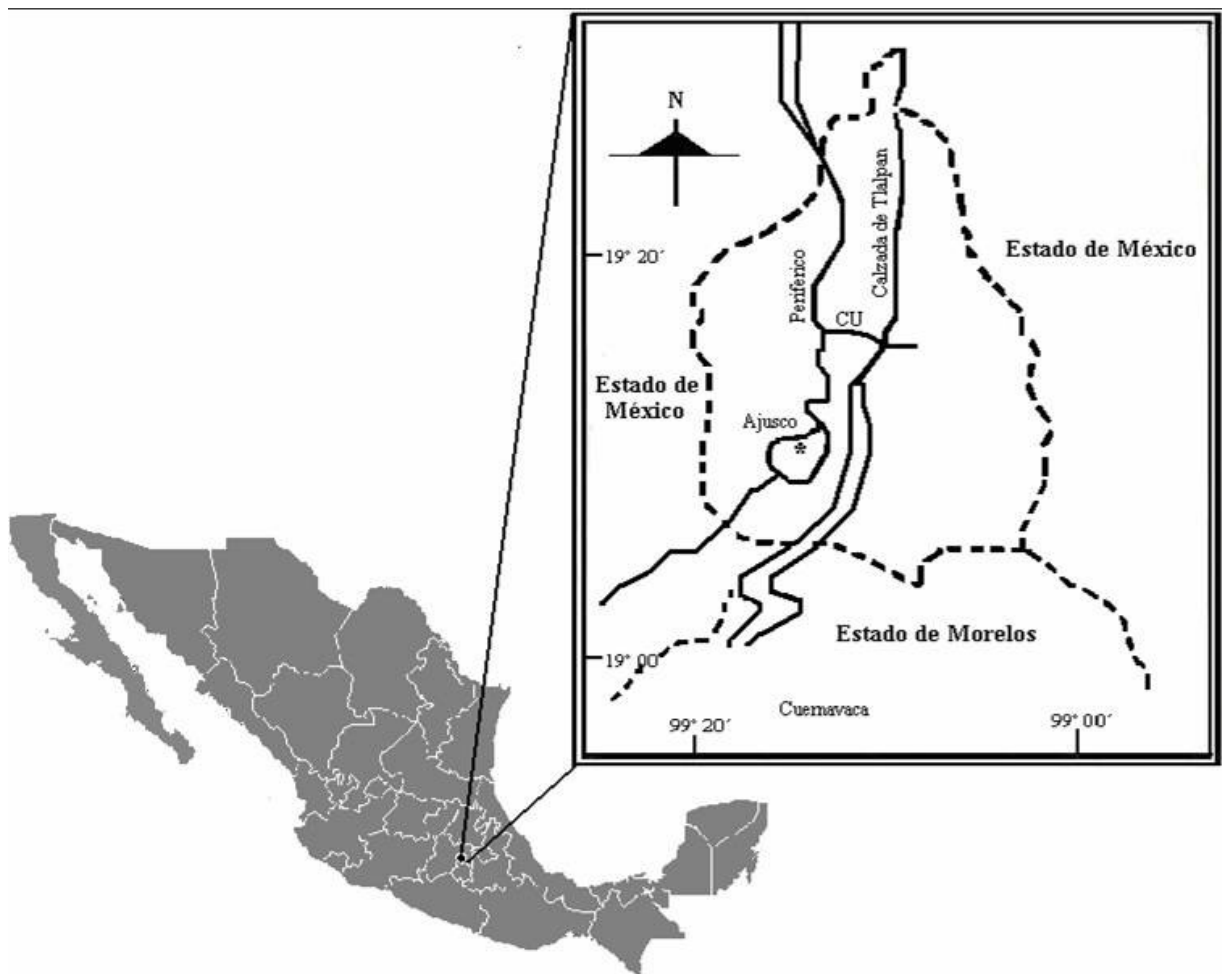 N
Calzada de Tlalpan
Estado de México
19° 20´
Periférico
CU
Estado de
México
Ajusco
*
Estado de Morelos
19° 00´
Cuernavaca
99° 20´
99° 00´